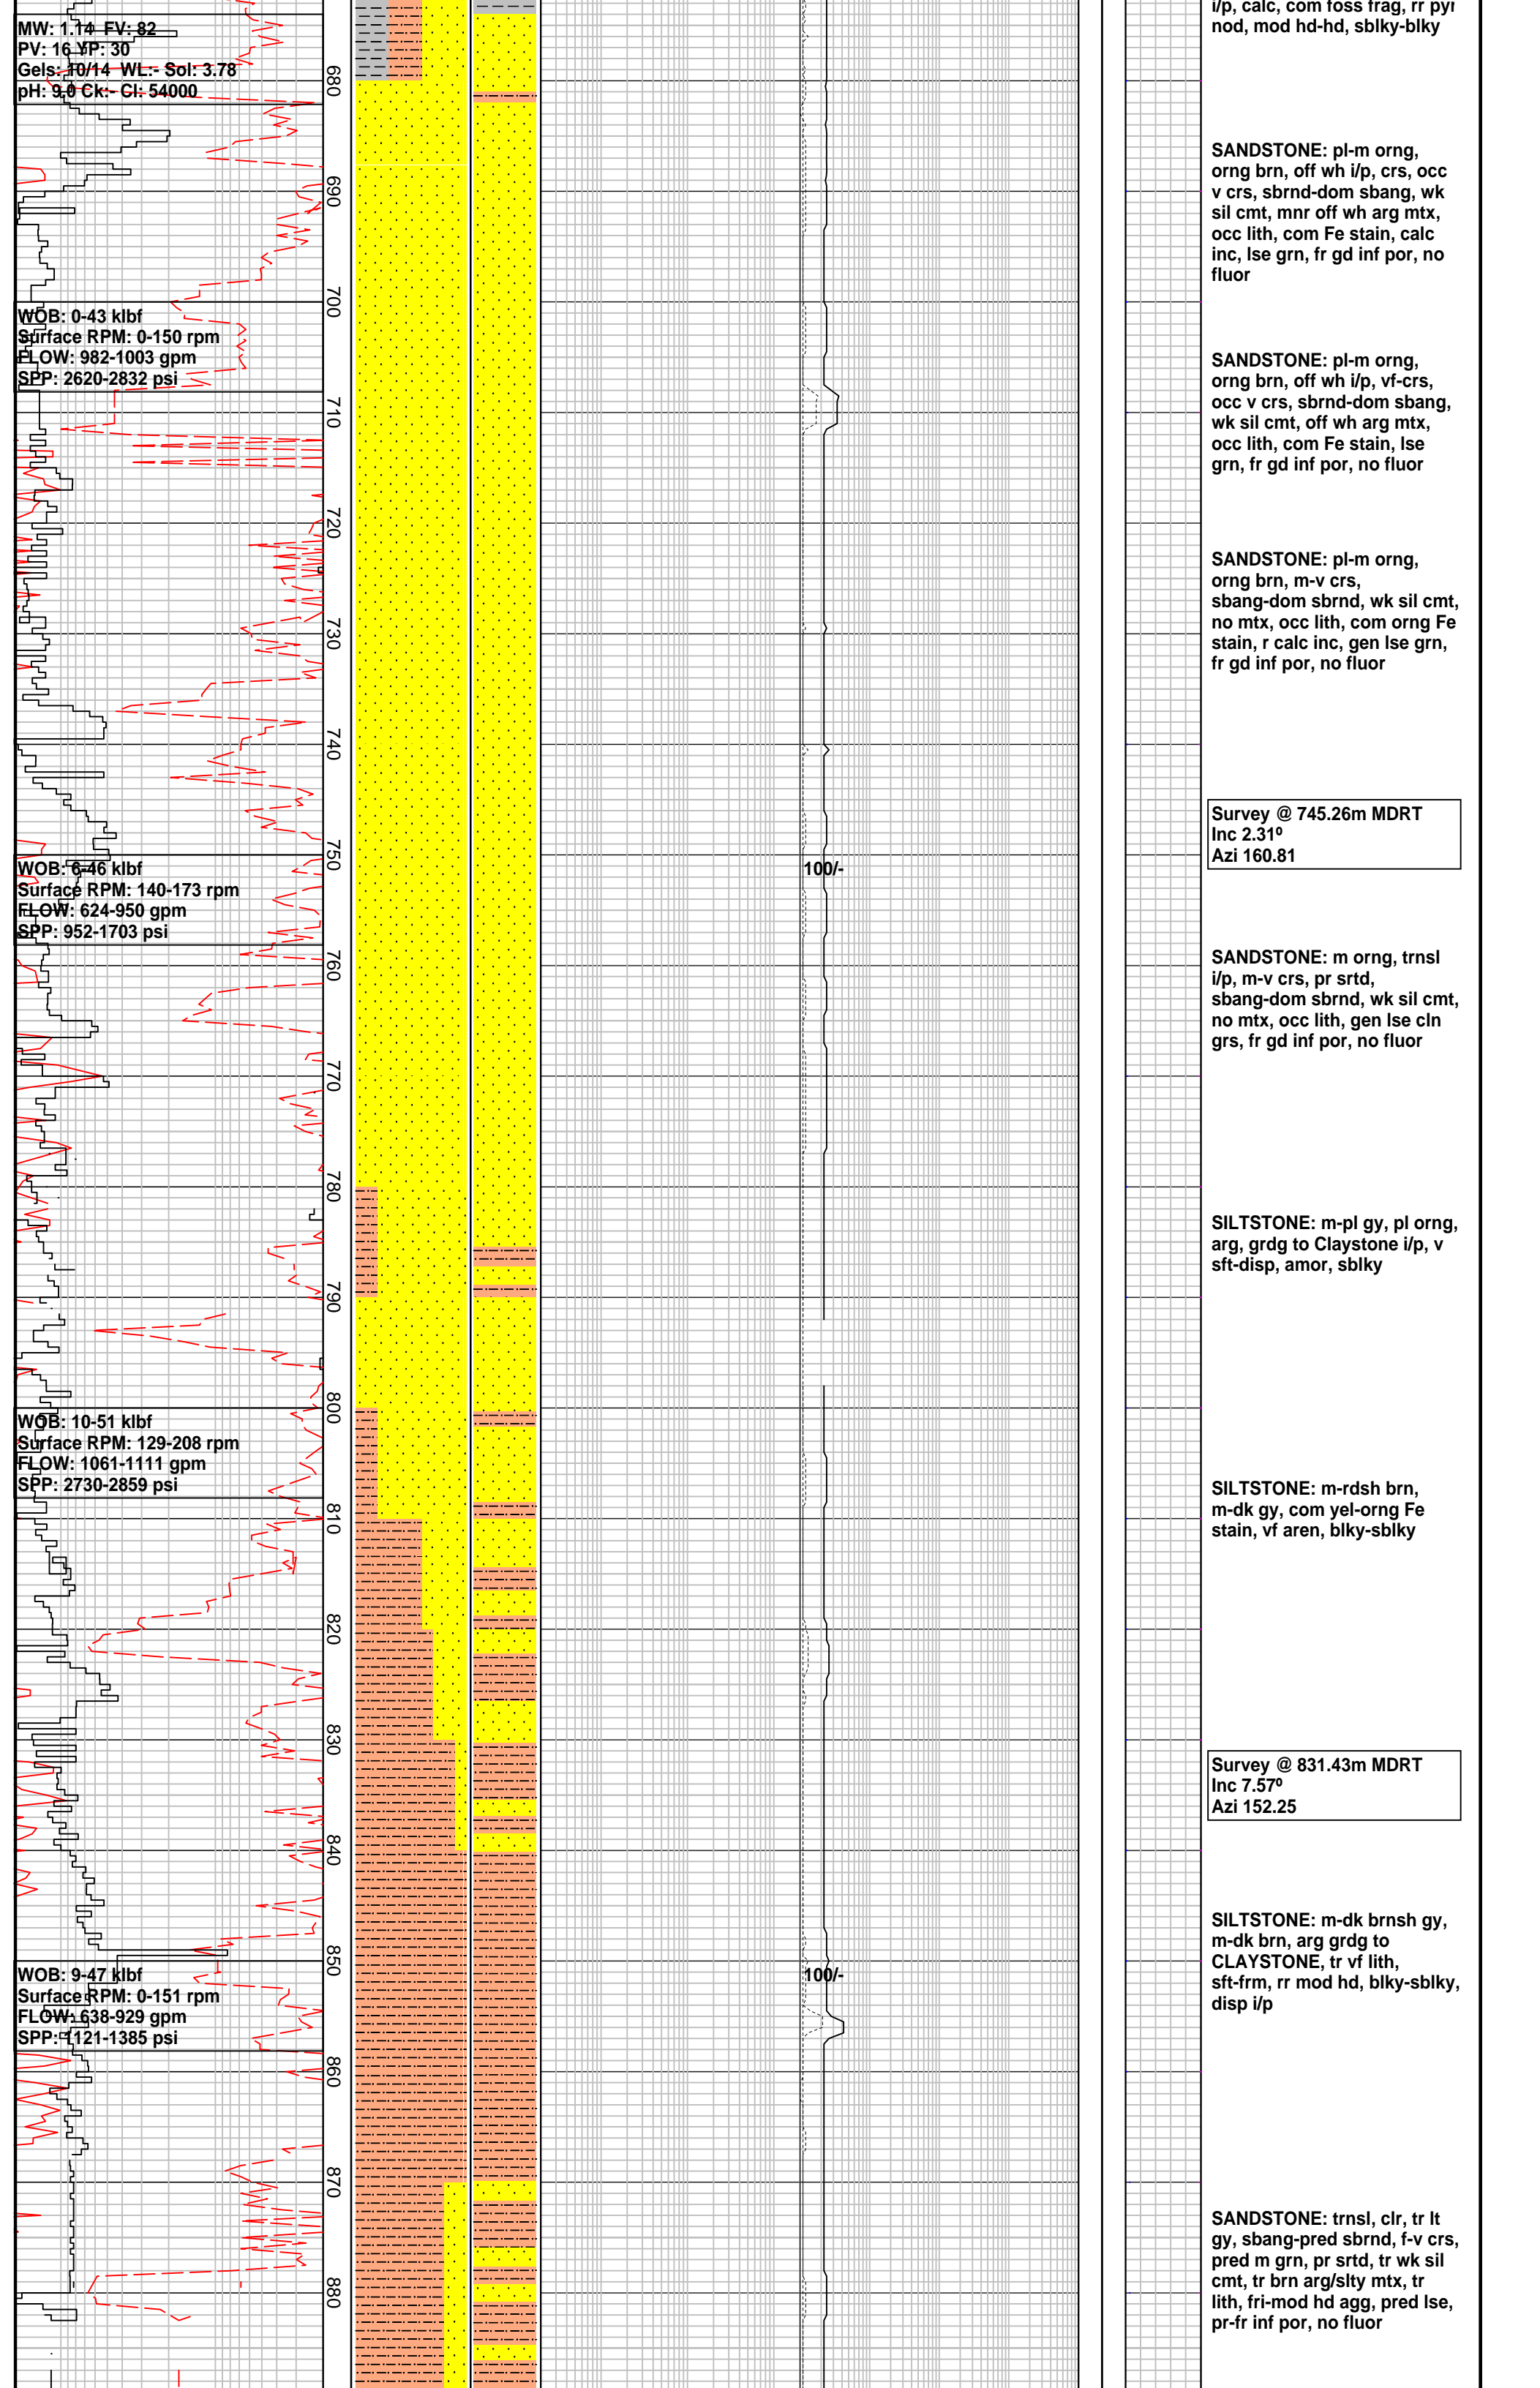 MW: 1.14 FV: 82
PV: 16 YP: 30
Gels: 10/14 WL:- Sol: 3.78
pH: 9.0 Ck:- Cl: 54000
WOB: 0-43 klbf
Surface RPM: 0-150 rpm
FLOW: 982-1003 gpm
SPP: 2620-2832 psi
WOB: 6-46 klbf
Surface RPM: 140-173 rpm
FLOW: 624-950 gpm
SPP: 952-1703 psi
WOB: 10-51 klbf
Surface RPM: 129-208 rpm
FLOW: 1061-1111 gpm
SPP: 2730-2859 psi
WOB: 9-47 klbf
Surface RPM: 0-151 rpm
FLOW: 638-929 gpm
SPP: 1121-1385 psi
680
690
700
710
720
730
740
750
760
770
780
790
800
810
820
830
840
850
860
870
880
100/-
100/-
i/p, calc, com foss frag, rr pyr
nod, mod hd-hd, sblky-blky
SANDSTONE: pl-m orng,
orng brn, off wh i/p, crs, occ
v crs, sbrnd-dom sbang, wk
sil cmt, mnr off wh arg mtx,
occ lith, com Fe stain, calc
inc, lse grn, fr gd inf por, no
fluor
SANDSTONE: pl-m orng,
orng brn, off wh i/p, vf-crs,
occ v crs, sbrnd-dom sbang,
wk sil cmt, off wh arg mtx,
occ lith, com Fe stain, lse
grn, fr gd inf por, no fluor
SANDSTONE: pl-m orng,
orng brn, m-v crs,
sbang-dom sbrnd, wk sil cmt,
no mtx, occ lith, com orng Fe
stain, r calc inc, gen lse grn,
fr gd inf por, no fluor
Survey @ 745.26m MDRT
Inc 2.31º
Azi 160.81
SANDSTONE: m orng, trnsl
i/p, m-v crs, pr srtd,
sbang-dom sbrnd, wk sil cmt,
no mtx, occ lith, gen lse cln
grs, fr gd inf por, no fluor
SILTSTONE: m-pl gy, pl orng,
arg, grdg to Claystone i/p, v
sft-disp, amor, sblky
SILTSTONE: m-rdsh brn,
m-dk gy, com yel-orng Fe
stain, vf aren, blky-sblky
Survey @ 831.43m MDRT
Inc 7.57º
Azi 152.25
SILTSTONE: m-dk brnsh gy,
m-dk brn, arg grdg to
CLAYSTONE, tr vf lith,
sft-frm, rr mod hd, blky-sblky,
disp i/p
SANDSTONE: trnsl, clr, tr lt
gy, sbang-pred sbrnd, f-v crs,
pred m grn, pr srtd, tr wk sil
cmt, tr brn arg/slty mtx, tr
lith, fri-mod hd agg, pred lse,
pr-fr inf por, no fluor